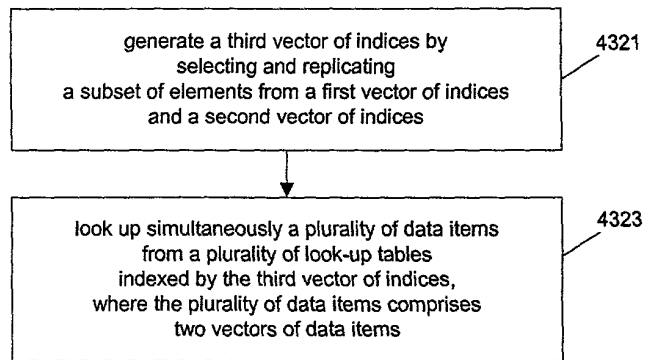 generate a third vector of indices by
selecting and replicating
a subset of elements from a first vector of indices
and a second vector of indices
4321
look up simultaneously a plurality of data items
from a plurality of look-up tables
indexed by the third vector of indices,
where the plurality of data items comprises
two vectors of data items
4323